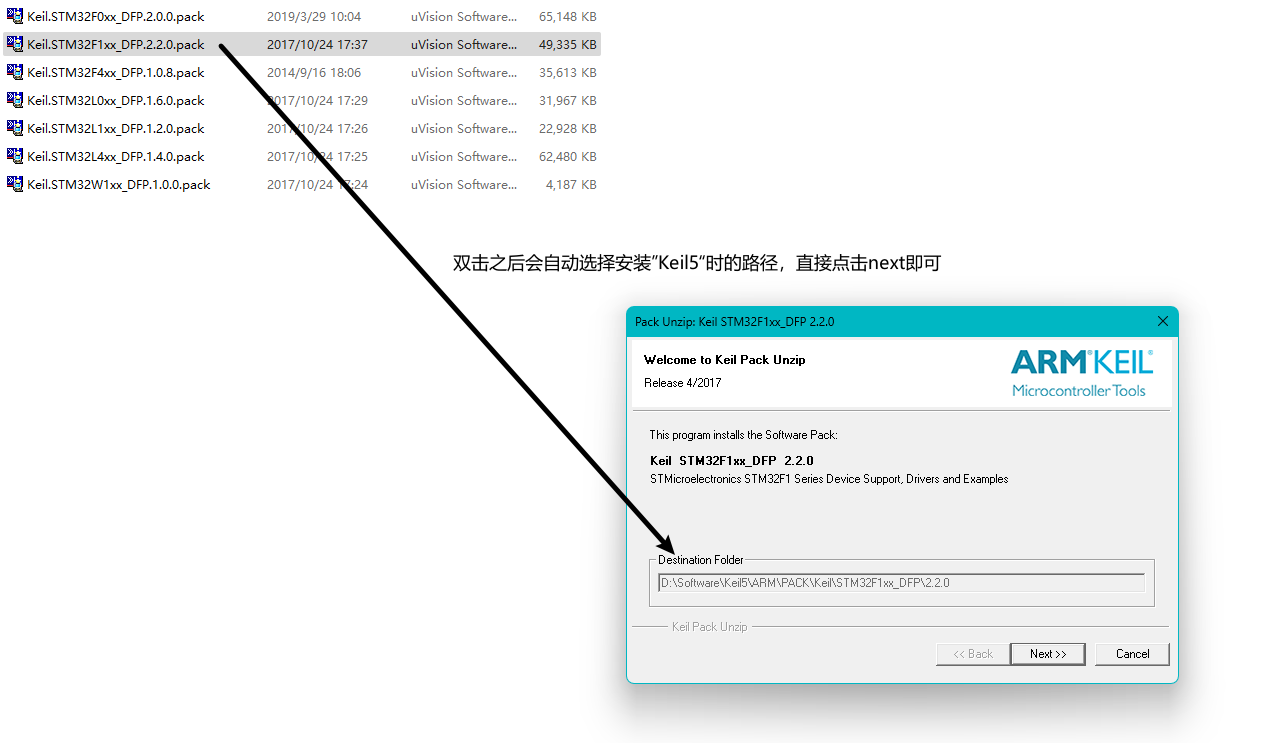 Keil.STM32F0xx_DFP.2.0.0.pack 2019/3/29 10:04 uVision Software... 65,148 KB
Keil.STM32F1xx_DFP.2.2.0.pack 2017/10/24 17:37 uVision Software... 49,335 KB
Keil.STM32F4xx_DFP.1.0.8.pack 2014/9/16 18:06 uVision Software... 35,613 KB
Keil.STM32L0xx_DFP.1.6.0.pack 2017/10/24 17:29 uVision Software... 31,967 KB
Keil.STM32L1xx_DFP.1.2.0.pack 2017/10/24 17:26 uVision Software... 22,928 KB
Keil.STM32L4xx_DFP.1.4.0.pack 2017/10/24 17:25 uVision Software... 62,480 KB
Keil.STM32W1xx_DFP.1.0.0.pack 2017/10/24 17:24 uVision Software... 4,187 KB
双击之后会自动选择安装"Keil5"时的路径，直接点击next即可
Pack Unzip: Keil STM32F1xx_DFP 2.2.0
Welcome to Keil Pack Unzip
Release 4/2017
ARM®KEIL®
Microcontroller Tools
This program installs the Software Pack:
Keil STM32F1xx_DFP 2.2.0
STMicroelectronics STM32F1 Series Device Support, Drivers and Examples
Destination Folder
D:\Software\Keil5\ARM\PACK\Keil\STM32F1xx_DFP\2.2.0
Keil Pack Unzip
<< Back Next >> Cancel